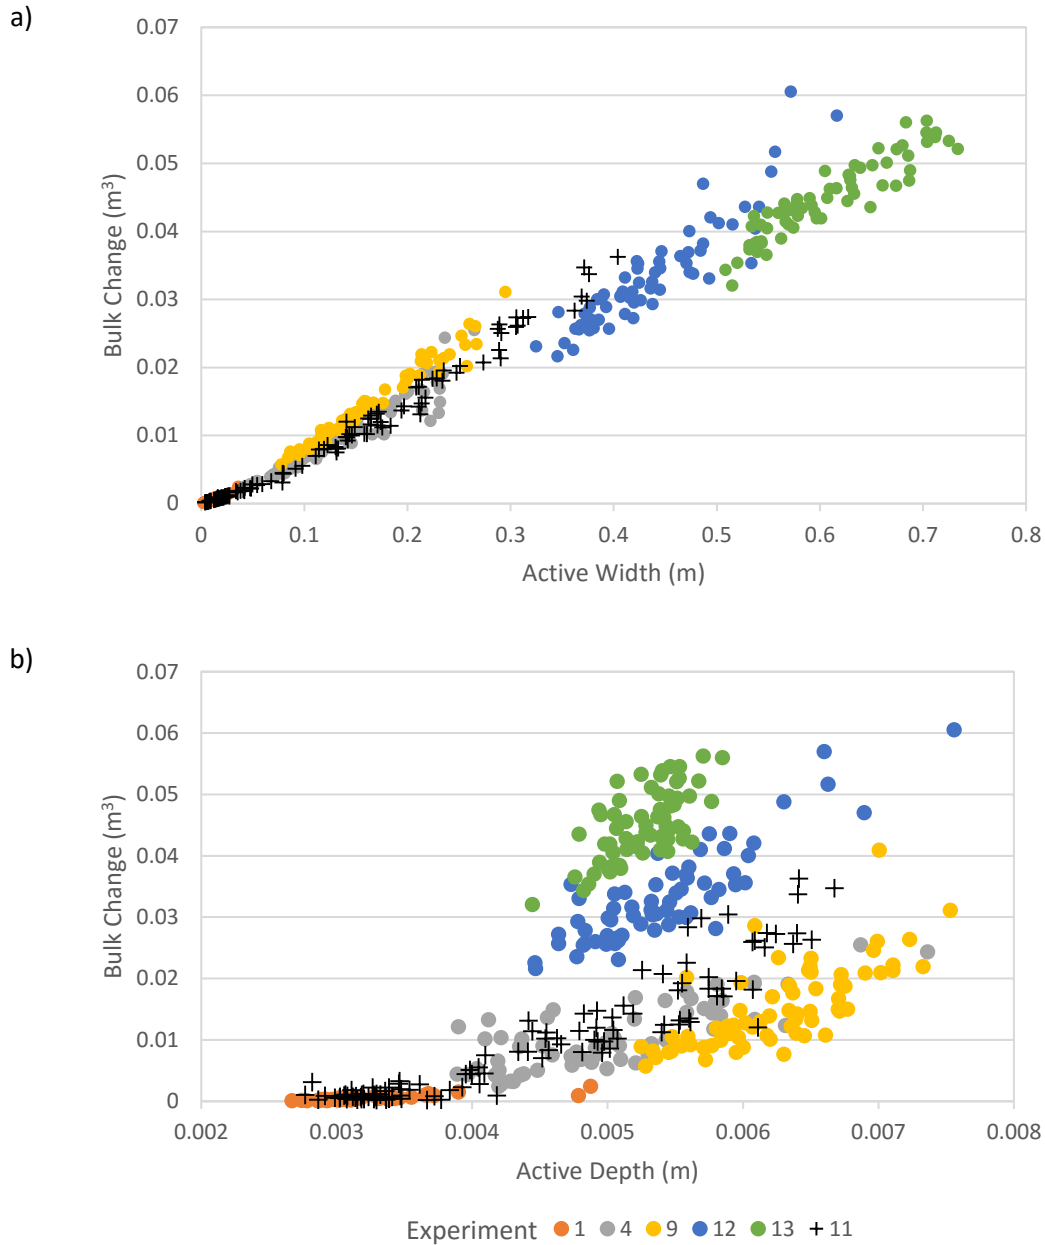 a)
0.07
0.06
0.05
0.04
0.03
0.02
0.01
0
Bulk Change (m³)
0 0.1 0.2 0.3 0.4 0.5 0.6 0.7 0.8
Active Width (m)
b)
0.07
0.06
0.05
0.04
0.03
0.02
0.01
0
Bulk Change (m³)
0.002 0.003 0.004 0.005 0.006 0.007 0.008
Active Depth (m)
Experiment 1 4 9 12 13 11